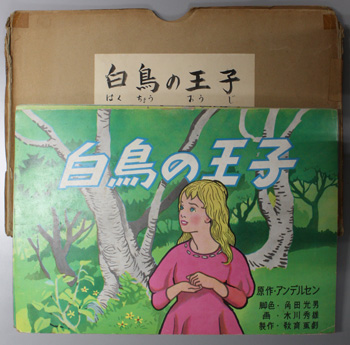 白鳥の王子
はくちょうおうじ
白鳥の王子
原作・アンデルセン
脚色・角田光男
画・木川秀雄
製作・教育画劇